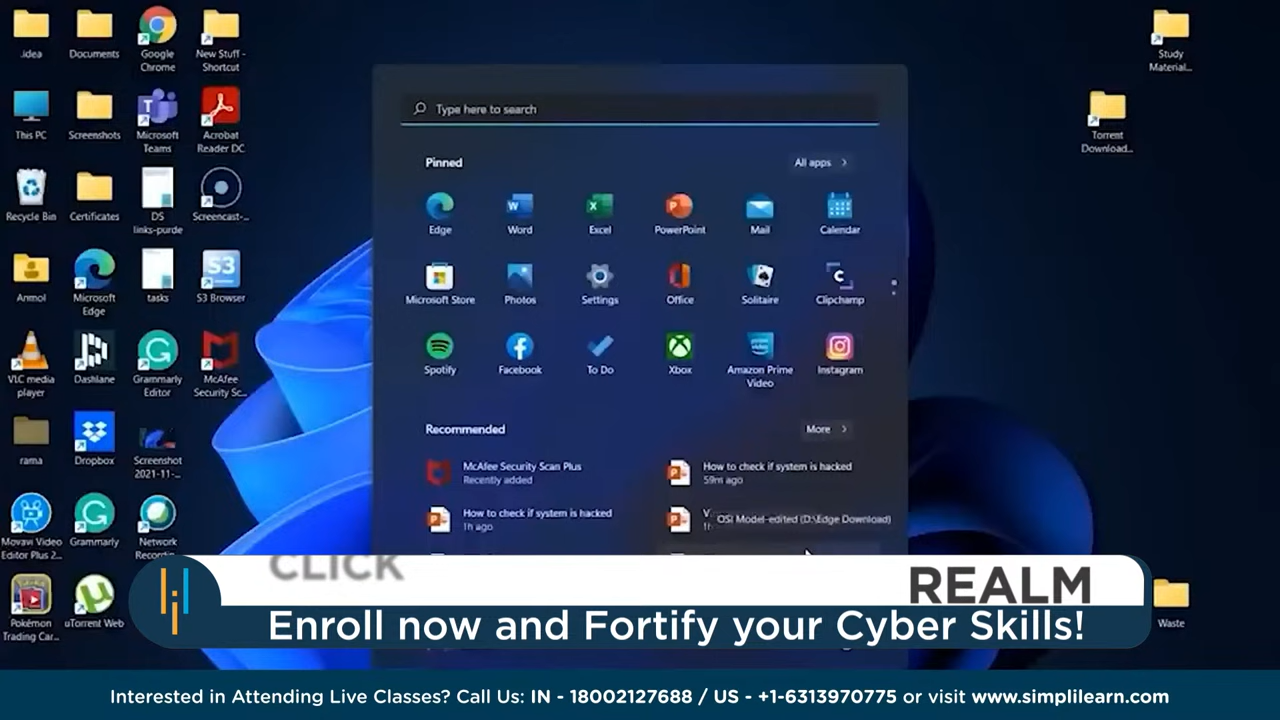 .idea
Documents
Google
Chrome
New Stuff -
Shortcut
This PC
Screenshots
Microsoft
Teams
Acrobat
Reader DC
Recycle Bin
Certificates
DS
links-purde
Screencast-...
Anmol
Microsoft
Edge
tasks
S3
S3 Browser
VLC media
player
Dashlane
Grammarly
Editor
McAfee
Security Sc...
rama
Dropbox
Screenshot
2021-11-...
Movavi Video
Editor Plus 2...
Grammarly
Network
Pokémon
Trading Car...
uTorrent Web
Type here to search
Pinned
All apps
Edge
Word
Excel
PowerPoint
Mail
Calendar
Microsoft Store
Photos
Settings
Office
Solitaire
Clipchamp
Spotify
Facebook
To Do
Xbox
prime
video
Amazon Prime
Video
Instagram
Recommended
More
McAfee Security Scan Plus
Recently added
How to check if system is hacked
59m ago
How to check if system is hacked
1h ago
OSI Model-edited (D:\Edge Download)
Study
Material...
Torrent
Download...
Waste
CLICK
REALM
Enroll now and Fortify your Cyber Skills!
Interested in Attending Live Classes? Call Us: IN - 18002127688 / US - +1-6313970775 or visit www.simplilearn.com